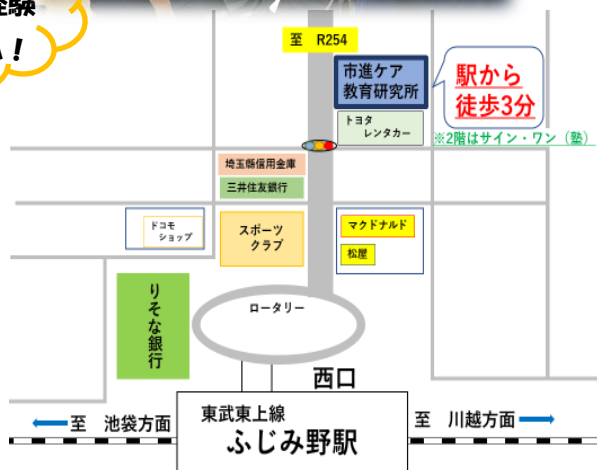 験
!
至 R254
市進ケア
教育研究所
駅から
徒歩3分
トヨタ
レンタカー
※2階はサイン・ワン（塾）
埼玉縣信用金庫
三井住友銀行
ドコモ
ショップ
スポーツ
クラブ
マクドナルド
松屋
りそな銀行
ロータリー
西口
至 池袋方面
東武東上線
ふじみ野駅
至 川越方面